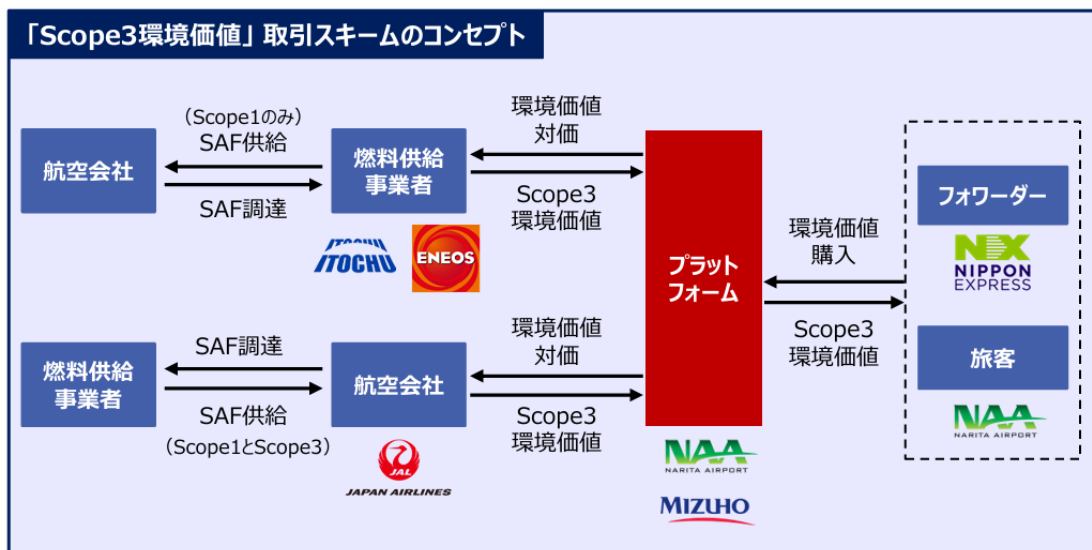 「Scope3環境価値」取引スキームのコンセプト
航空会社
（Scope1のみ）
SAF供給
SAF調達
燃料供給
事業者
ITOCHU
ITOCHU
ENEOS
環境価値
対価
Scope3
環境価値
燃料供給
事業者
SAF調達
SAF供給
（Scope1とScope3）
航空会社
JAL
JAPAN AIRLINES
環境価値
対価
Scope3
環境価値
プラット
フォーム
NAA
NARITA AIRPORT
MIZUHO
環境価値
購入
Scope3
環境価値
フォワーダー
NX
NIPPON
EXPRESS
旅客
NAA
NARITA AIRPORT